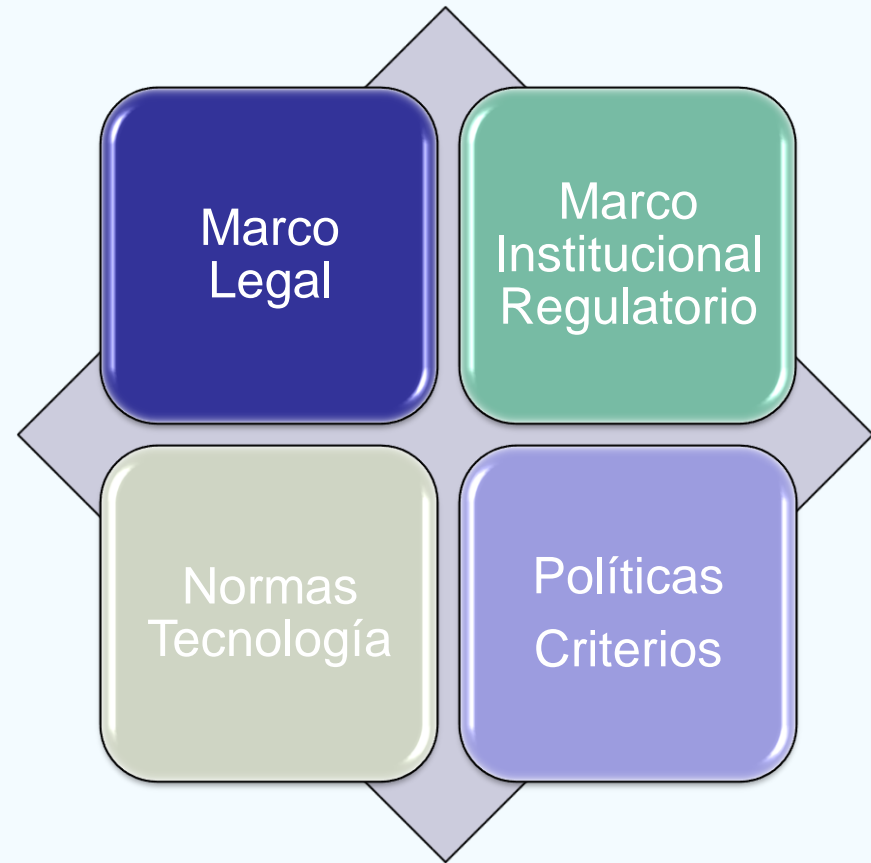 Marco
Legal
Marco
Institucional
Regulatorio
Normas
Tecnología
Políticas
Criterios